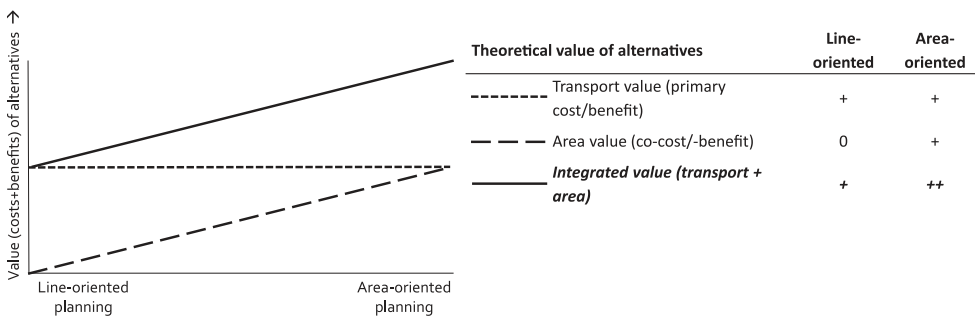 Value (costs+benefits) of alternatives →
Line-oriented
planning
Area-oriented
planning
Theoretical value of alternatives
Line-
oriented
Area-
oriented
Transport value (primary
cost/benefit)
+
+
Area value (co-cost/-benefit)
0
+
Integrated value (transport +
area)
+
++